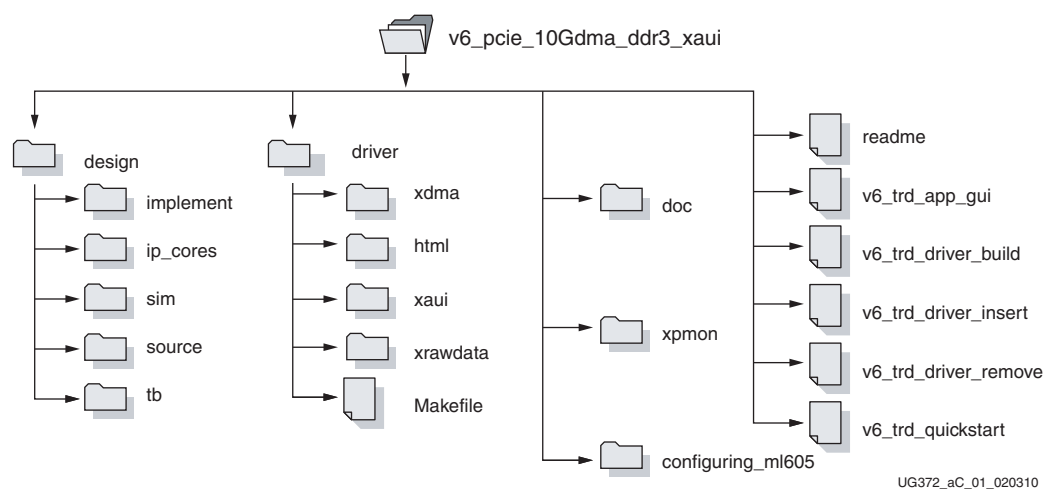 v6_pcie_10Gdma_ddr3_xaui
design
implement
ip_cores
sim
source
tb
driver
xdma
html
xaui
xrawdata
Makefile
doc
xpmon
configuring_ml605
readme
v6_trd_app_gui
v6_trd_driver_build
v6_trd_driver_insert
v6_trd_driver_remove
v6_trd_quickstart
UG372_aC_01_020310